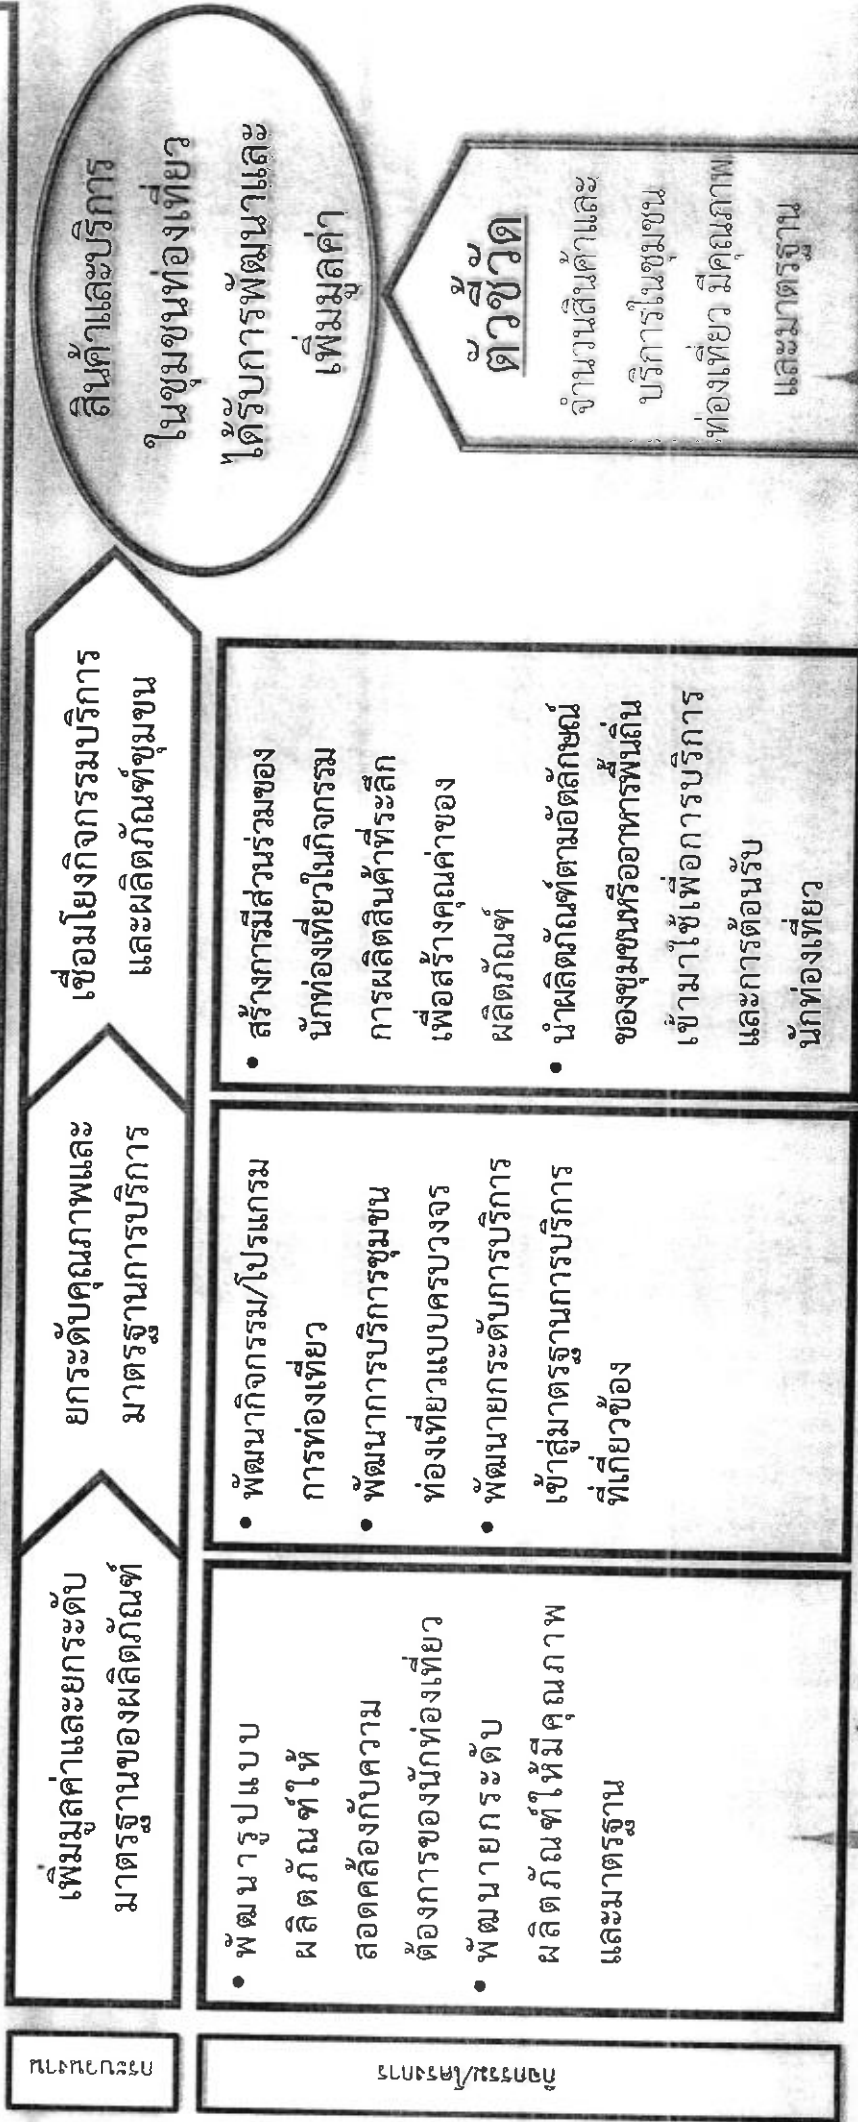 กระบวนงาน
เพิ่มมูลค่าและยกระดับ
มาตรฐานของผลิตภัณฑ์
ยกระดับคุณภาพและ
มาตรฐานการบริการ
เชื่อมโยงกิจกรรมบริการ
และผลิตภัณฑ์ชุมชน
สินค้าและบริการ
ในชุมชนท่องเที่ยว
ได้รับการพัฒนาและ
เพิ่มมูลค่า
กิจกรรม/โครงการ
• พัฒนารูปแบบ
ผลิตภัณฑ์ให้
สอดคล้องกับความ
ต้องการของนักท่องเที่ยว
• พัฒนายกระดับ
ผลิตภัณฑ์ให้มีคุณภาพ
และมาตรฐาน
• พัฒนากิจกรรม/โปรแกรม
การท่องเที่ยว
• พัฒนาการบริการชุมชน
ท่องเที่ยวแบบครบวงจร
• พัฒนายกระดับการบริการ
เข้าสู่มาตรฐานการบริการ
ที่เกี่ยวข้อง
• สร้างการมีส่วนร่วมของ
นักท่องเที่ยวในกิจกรรม
การผลิตสินค้าที่ระลึก
เพื่อสร้างคุณค่าของ
ผลิตภัณฑ์
• นำผลิตภัณฑ์ตามอัตลักษณ์
ของชุมชนหรืออาหารพื้นถิ่น
เข้ามาใช้เพื่อการบริการ
และการต้อนรับ
นักท่องเที่ยว
ตัวชี้วัด
จำนวนสินค้าและ
บริการในชุมชน
ท่องเที่ยว มีคุณภาพ
และมาตรฐาน